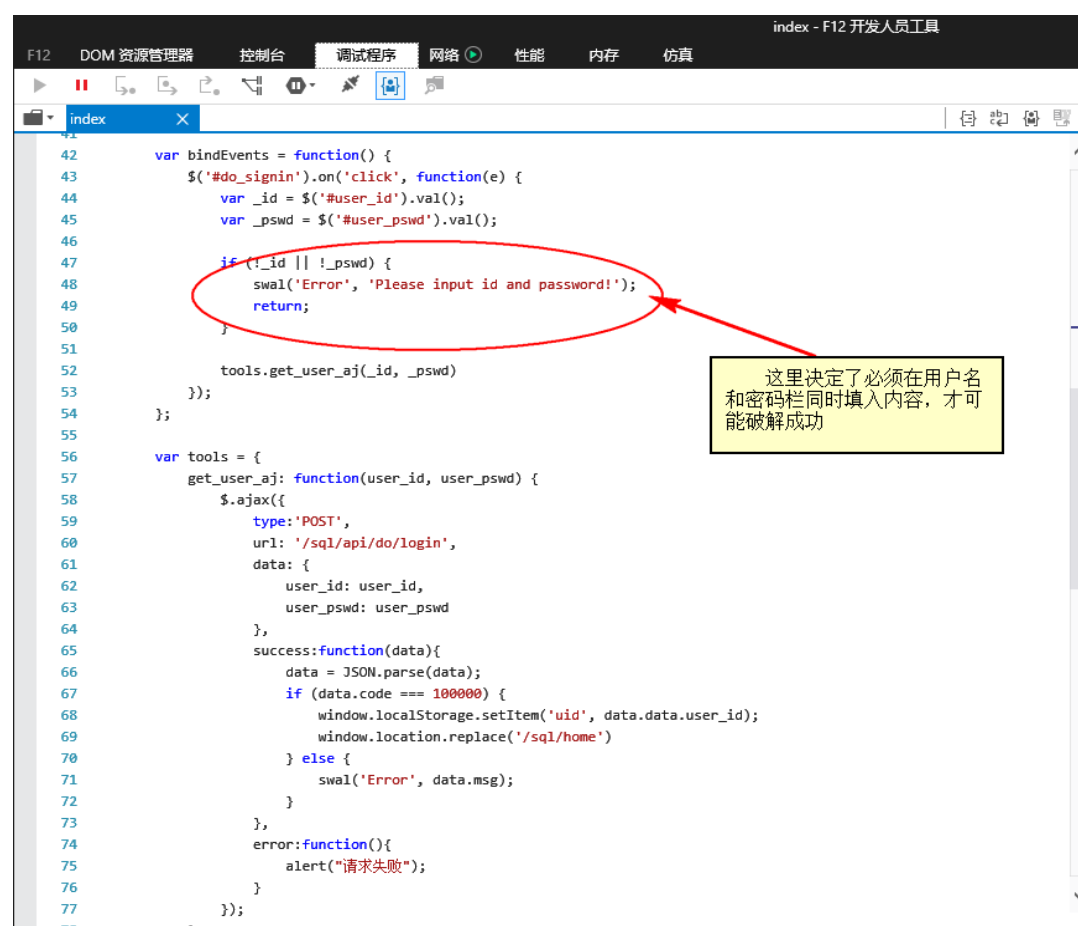 index - F12 开发人员工具
F12 DOM 资源管理器 控制台 调试程序 网络 性能 内存 仿真
index
41
42 var bindEvents = function() {
43 $('#do_signin').on('click', function(e) {
44 var _id = $('#user_id').val();
45 var _pswd = $('#user_pswd').val();
46
47 if (!_id || !_pswd) {
48 swal('Error', 'Please input id and password!');
49 return;
50 }
51
52 tools.get_user_aj(_id, _pswd)
53 });
54 };
55
56 var tools = {
57 get_user_aj: function(user_id, user_pswd) {
58 $.ajax({
59 type:'POST',
60 url: '/sql/api/do/login',
61 data: {
62 user_id: user_id,
63 user_pswd: user_pswd
64 },
65 success:function(data){
66 data = JSON.parse(data);
67 if (data.code === 100000) {
68 window.localStorage.setItem('uid', data.data.user_id);
69 window.location.replace('/sql/home')
70 } else {
71 swal('Error', data.msg);
72 }
73 },
74 error:function(){
75 alert("请求失败");
76 }
77 });
这里决定了必须在用户名
和密码栏同时填入内容，才可
能破解成功